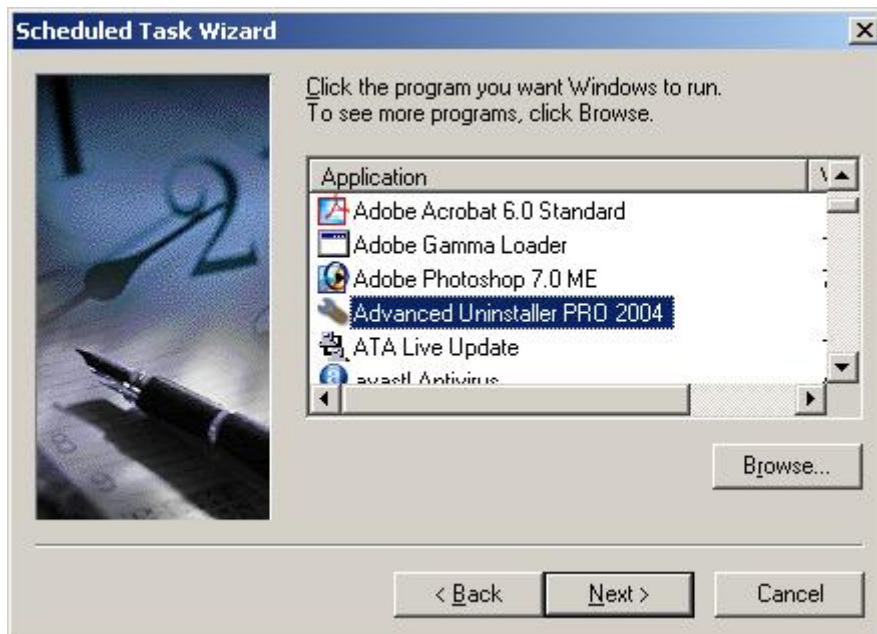 Scheduled Task Wizard
Click the program you want Windows to run.
To see more programs, click Browse.
Application
Adobe Acrobat 6.0 Standard
Adobe Gamma Loader
Adobe Photoshop 7.0 ME
Advanced Uninstaller PRO 2004
ATA Live Update
avast! Antivirus
Browse...
< Back
Next >
Cancel